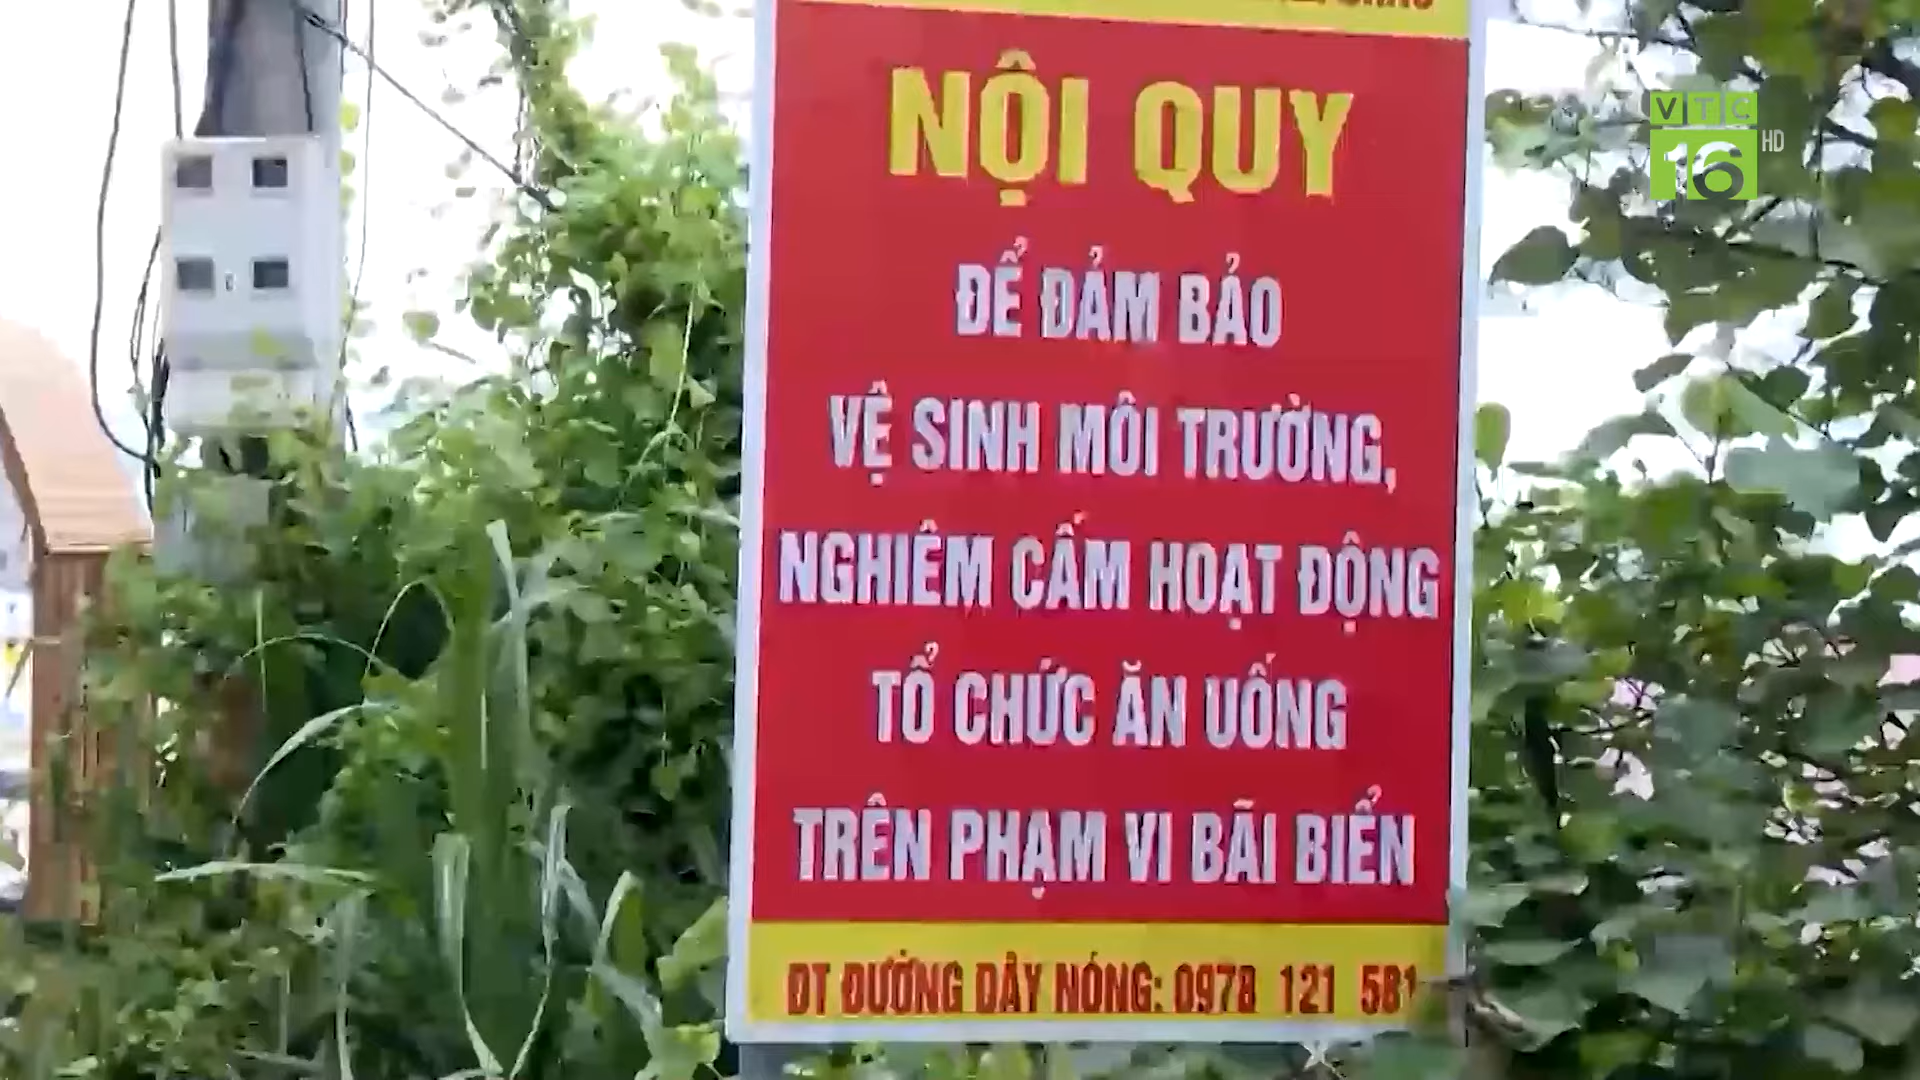 NỘI QUY
VTC
16 HD
ĐỂ ĐẢM BẢO
VỆ SINH MÔI TRƯỜNG,
NGHIÊM CẤM HOẠT ĐỘNG
TỔ CHỨC ĂN UỐNG
TRÊN PHẠM VI BÃI BIỂN
ĐT ĐƯỜNG DÂY NÓNG: 0978 121 581